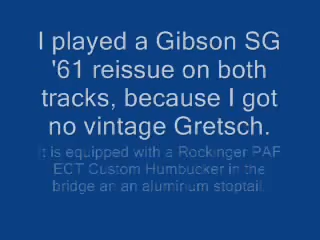 I played a Gibson SG
'61 reissue on both
tracks, because I got
no vintage Gretsch.
It is equipped with a Rockinger PAF
ECT Custom Humbucker in the
bridge an an aluminum stoptail.